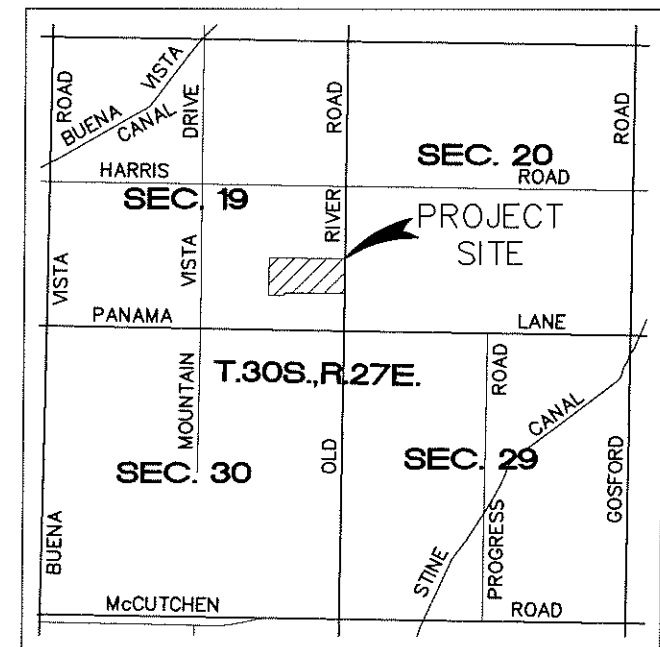 BUENA VISTA
CANAL
ROAD
DRIVE
ROAD
ROAD
SEC. 20
HARRIS
ROAD
SEC. 19
RIVER
PROJECT
SITE
VISTA
VISTA
PANAMA
LANE
T.30S.,R.27E.
ROAD
MOUNTAIN
CANAL
SEC. 30
OLD
SEC. 29
GOSFORD
BUENA
STINE
PROGRESS
McCUTCHEN
ROAD